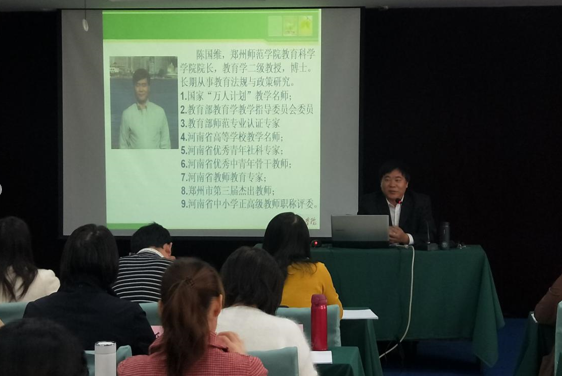 陈国维，郑州师范学院教育科学
学院院长，教育学二级教授，博士。
长期从事教育法规与政策研究。
1.国家“万人计划”教学名师；
2.教育部教育学教学指导委员会委员
3.教育部师范专业认证专家
4.河南省高等学校教学名师；
5.河南省优秀青年社科专家；
6.河南省优秀中青年骨干教师；
7.河南省教师教育专家；
8.郑州市第三届杰出教师；
9.河南省中小学正高级教师职称评委。